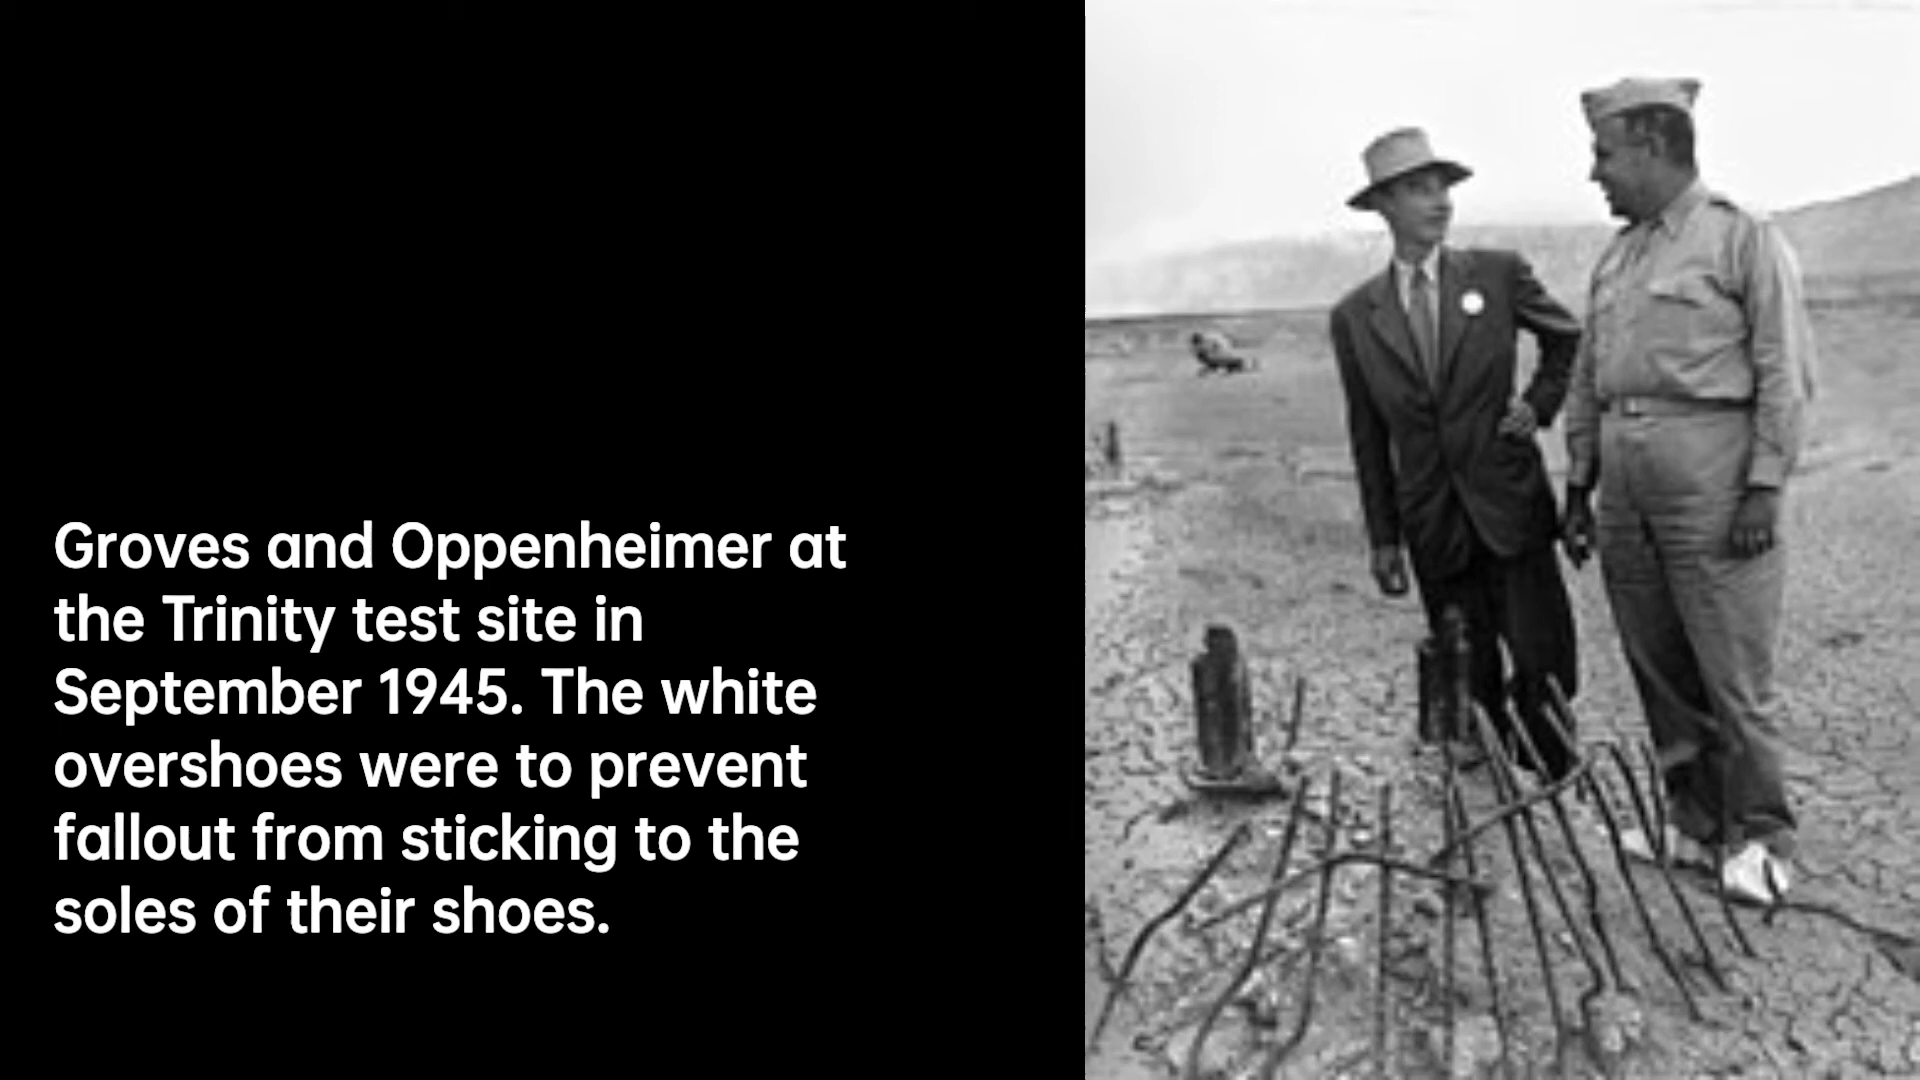 Groves and Oppenheimer at
the Trinity test site in
September 1945. The white
overshoes were to prevent
fallout from sticking to the
soles of their shoes.